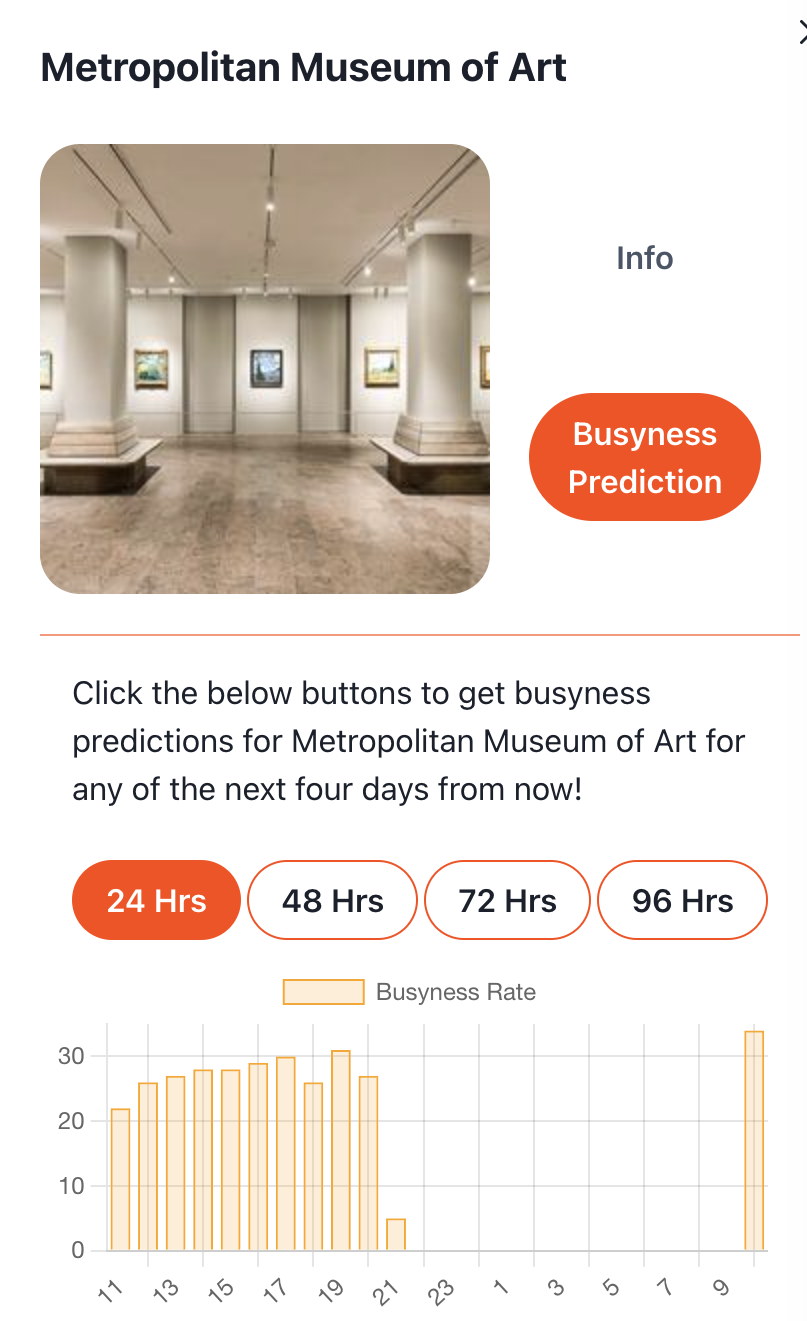 Metropolitan Museum of Art
Info
Busyness
Prediction
Click the below buttons to get busyness
predictions for Metropolitan Museum of Art for
any of the next four days from now!
24 Hrs 48 Hrs 72 Hrs 96 Hrs
Busyness Rate
30
20
10
0
11 13 15 17 19 21 23 1 3 5 7 9